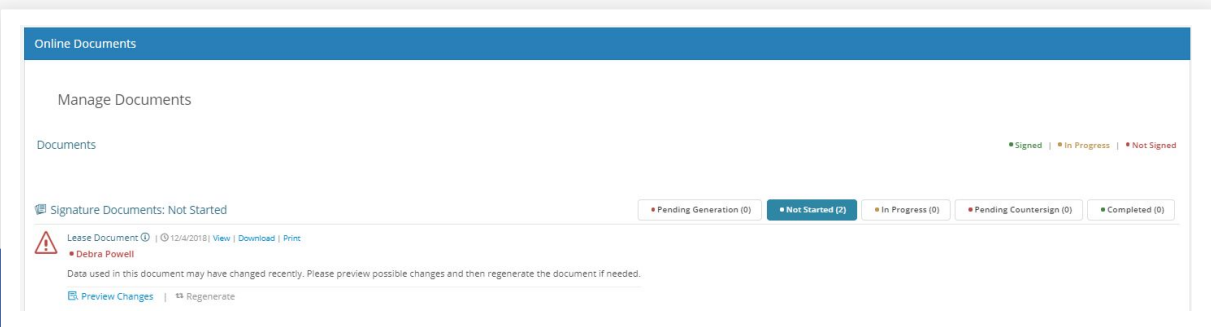 Online Documents
Manage Documents
Documents
Signed | In Progress | Not Signed
Signature Documents: Not Started
Pending Generation (0)
Not Started (2)
In Progress (0)
Pending Countersign (0)
Completed (0)
Lease Document | 12/4/2018| View | Download | Print
Debra Powell
Data used in this document may have changed recently. Please preview possible changes and then regenerate the document if needed.
Preview Changes | Regenerate